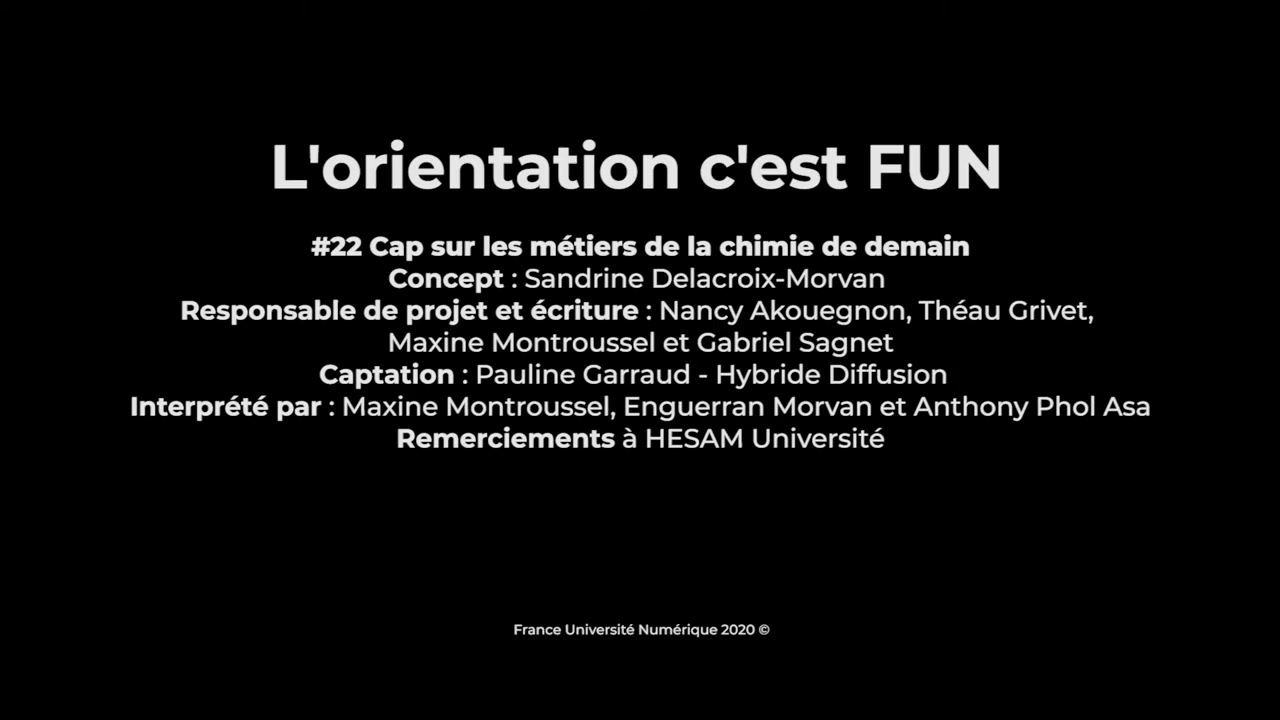 L'orientation c'est FUN
#22 Cap sur les métiers de la chimie de demain
Concept : Sandrine Delacroix-Morvan
Responsable de projet et écriture : Nancy Akouegnon, Théau Grivet,
Maxine Montroussel et Gabriel Sagnet
Captation : Pauline Garraud - Hybride Diffusion
Interprété par : Maxine Montroussel, Enguerran Morvan et Anthony Phol Asa
Remerciements à HESAM Université
France Université Numérique 2020 ©